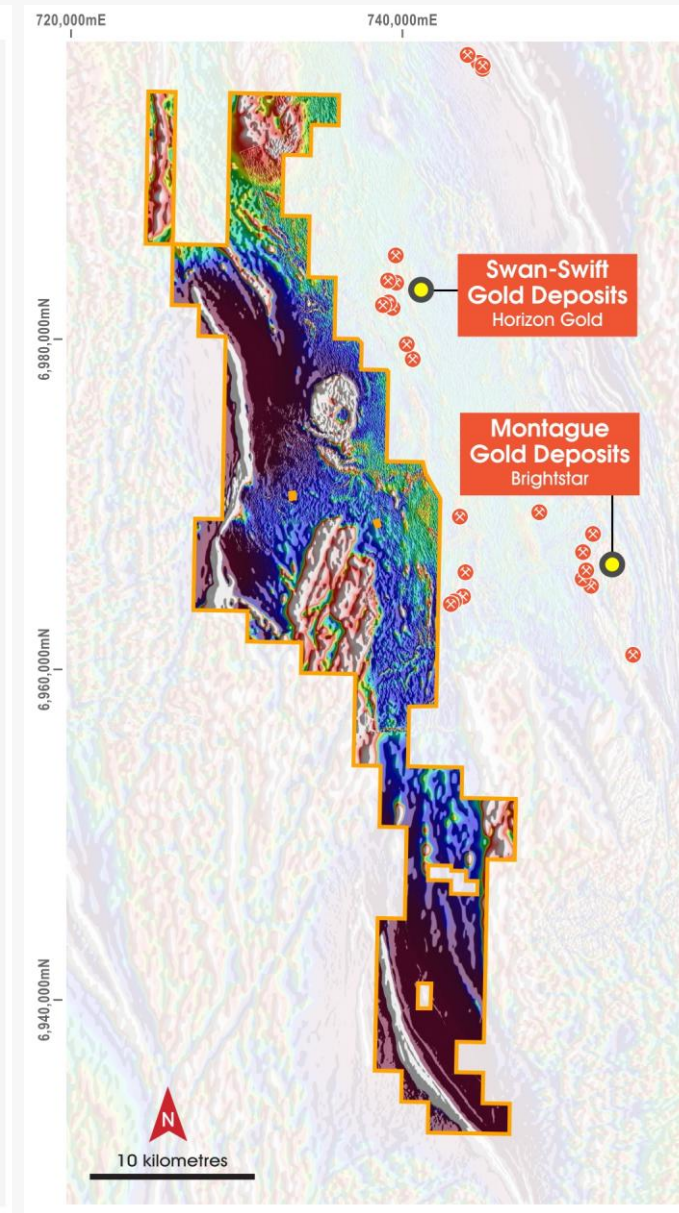 720,000mE
740,000mE
6,980,000mN
Swan-Swift
Gold Deposits
Horizon Gold
Montague
Gold Deposits
Brightstar
6,960,000mN
6,940,000mN
N
10 kilometres